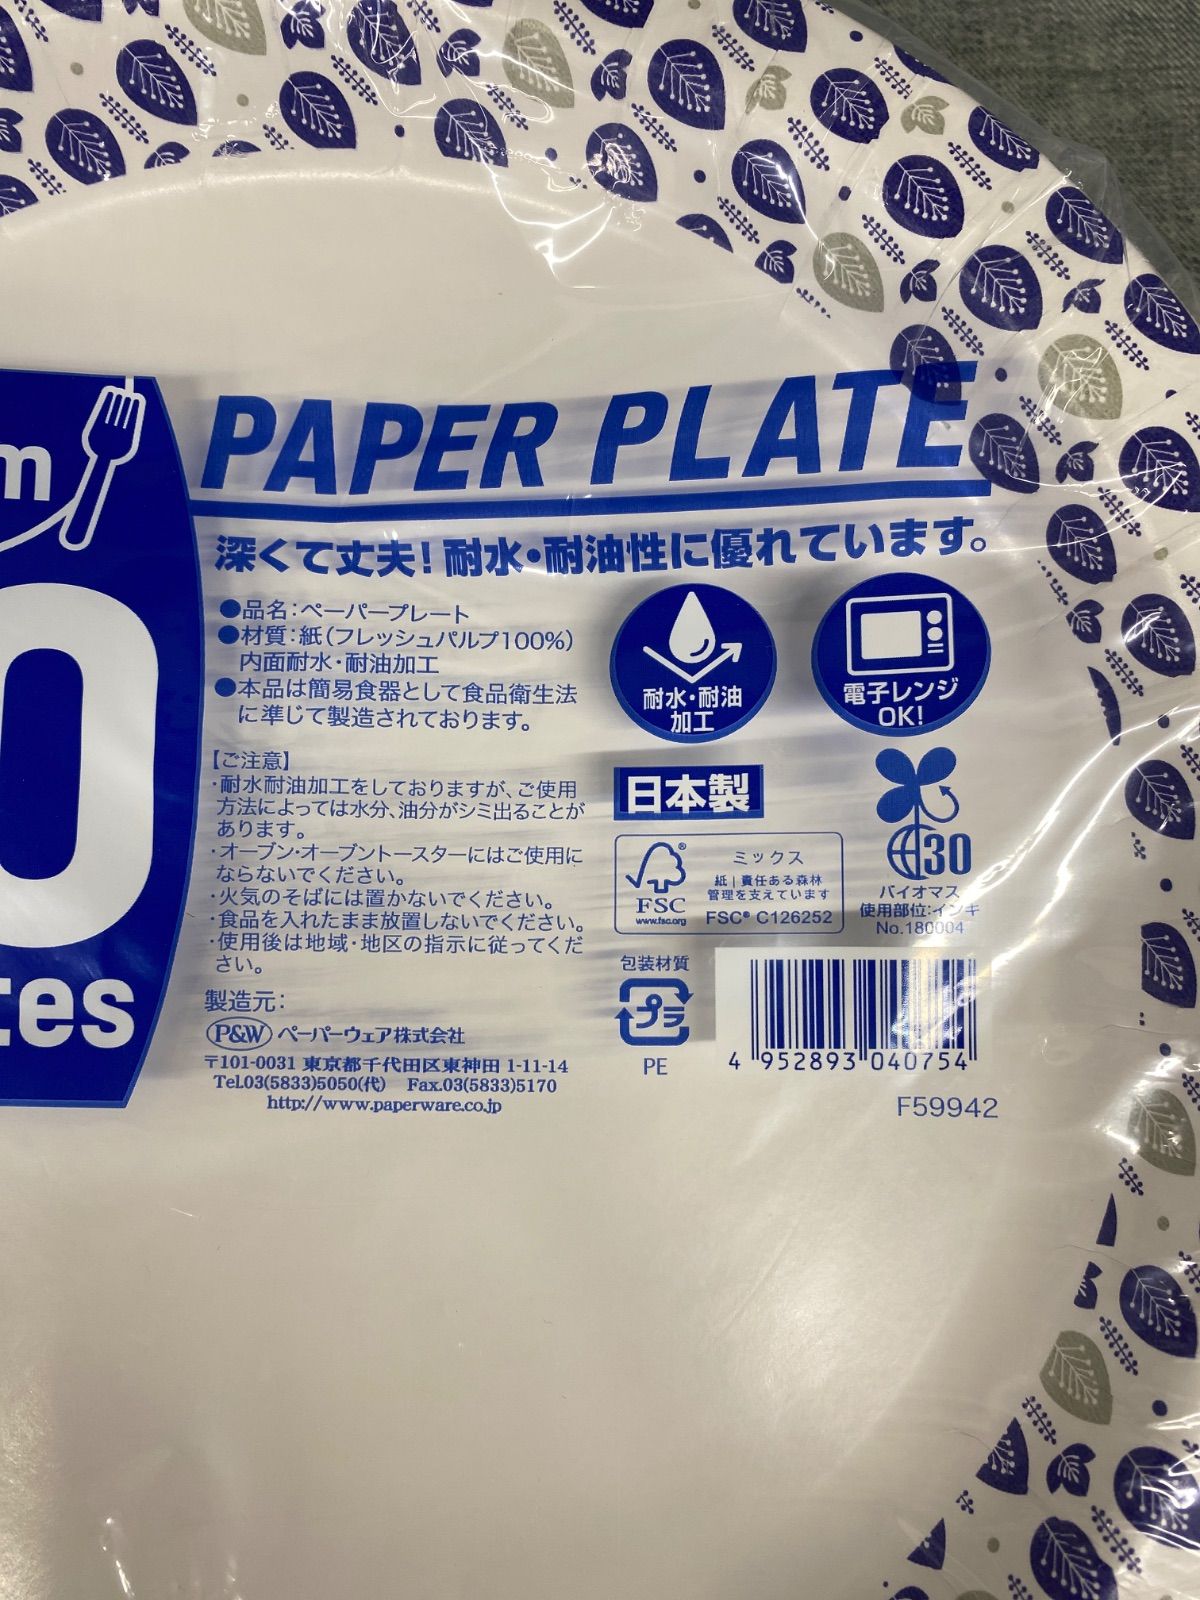 m
0
tes
PAPER PLATE
深くて丈夫！耐水・耐油性に優れています。
●品名：ペーパープレート
●材質：紙（フレッシュパルプ100%）
内面耐水・耐油加工
●本品は簡易食器として食品衛生法
に準じて製造されております。
【ご注意】
・耐水耐油加工をしておりますが、ご使用
方法によっては水分、油分がシミ出ることが
あります。
・オーブン・オーブントースターにはご使用に
ならないでください。
・火気のそばには置かないでください。
・食品を入れたまま放置しないでください。
・使用後は地域・地区の指示に従ってくだ
さい。
製造元：
P&W ペーパーウェア株式会社
〒101-0031 東京都千代田区東神田 1-11-14
Tel.03(5833)5050(代) Fax.03(5833)5170
http://www.paperware.co.jp
耐水・耐油
加工
電子レンジ
OK!
日本製
FSC
www.fsc.org
ミックス
紙｜責任ある森林
管理を支えています
FSC® C126252
30
バイオマス
使用部位：インキ
No.180004
包装材質
プラ
PE
4 952893 040754
F59942